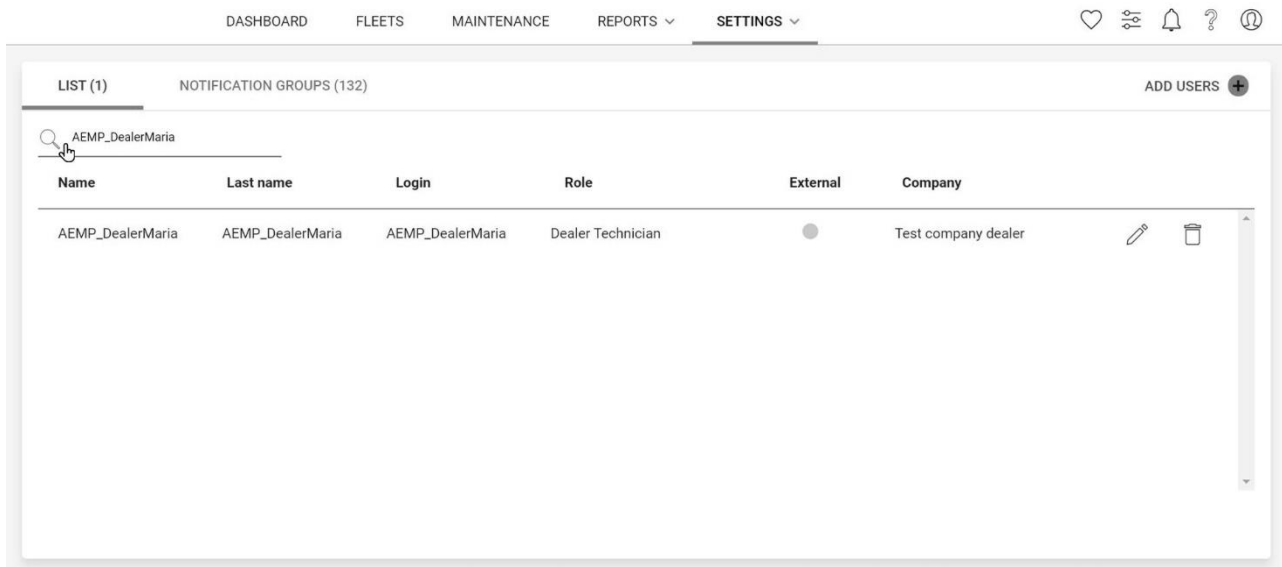 DASHBOARD FLEETS MAINTENANCE REPORTS SETTINGS
LIST (1) NOTIFICATION GROUPS (132) ADD USERS
AEMP_DealerMaria
Name Last name Login Role External Company
AEMP_DealerMaria AEMP_DealerMaria AEMP_DealerMaria Dealer Technician Test company dealer